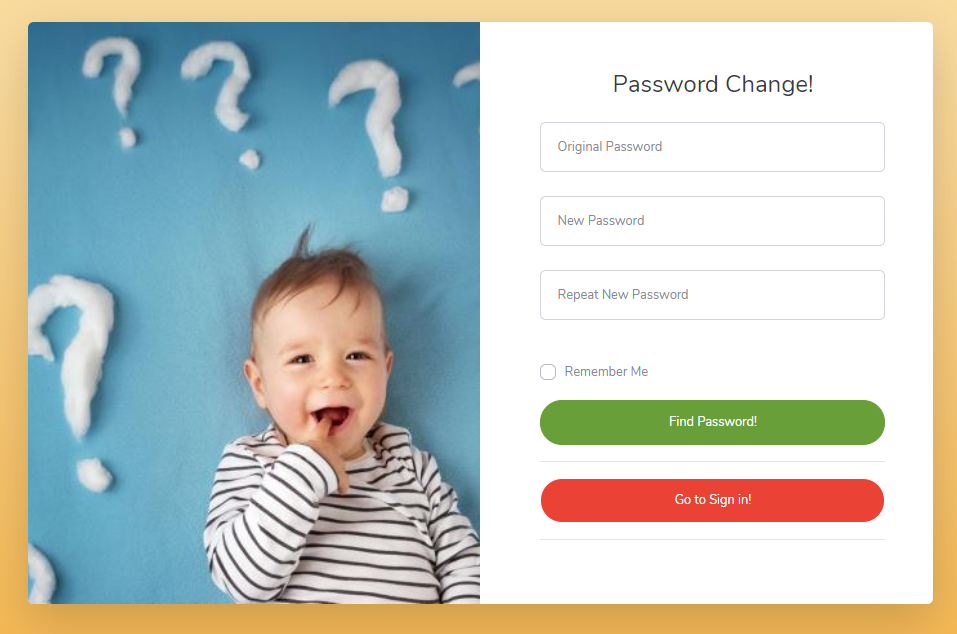 Password Change!
Original Password
New Password
Repeat New Password
Remember Me
Find Password!
Go to Sign in!